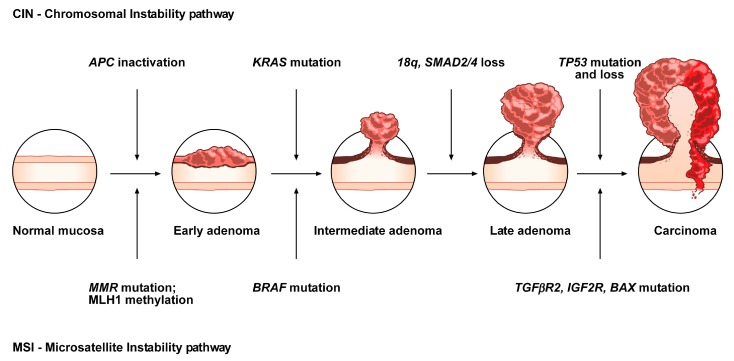 CIN - Chromosomal Instability pathway
APC inactivation
KRAS mutation
18q, SMAD2/4 loss
TP53 mutation
and loss
Normal mucosa
Early adenoma
Intermediate adenoma
Late adenoma
Carcinoma
MMR mutation;
MLH1 methylation
BRAF mutation
TGFβR2, IGF2R, BAX mutation
MSI - Microsatellite Instability pathway